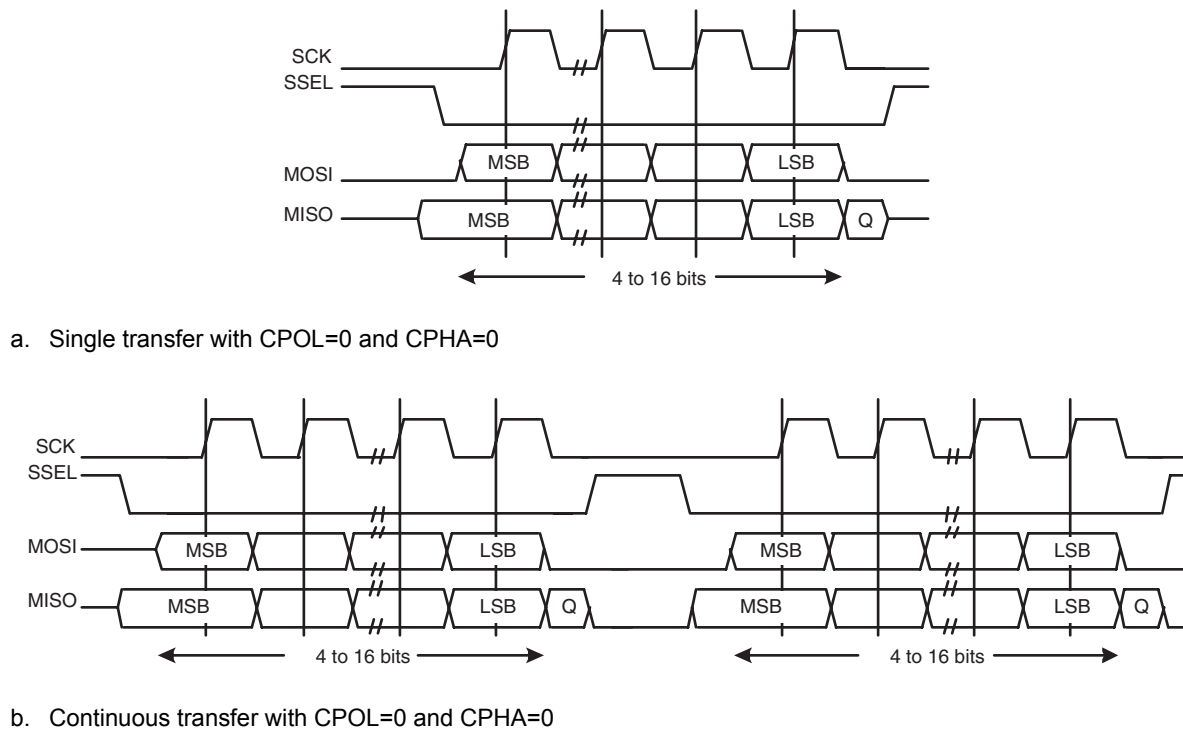 SCK
SSEL
MOSI MSB LSB
MISO MSB LSB Q
4 to 16 bits
a. Single transfer with CPOL=0 and CPHA=0
SCK
SSEL
MOSI MSB LSB MSB LSB
MISO MSB LSB Q MSB LSB Q
4 to 16 bits 4 to 16 bits
b. Continuous transfer with CPOL=0 and CPHA=0